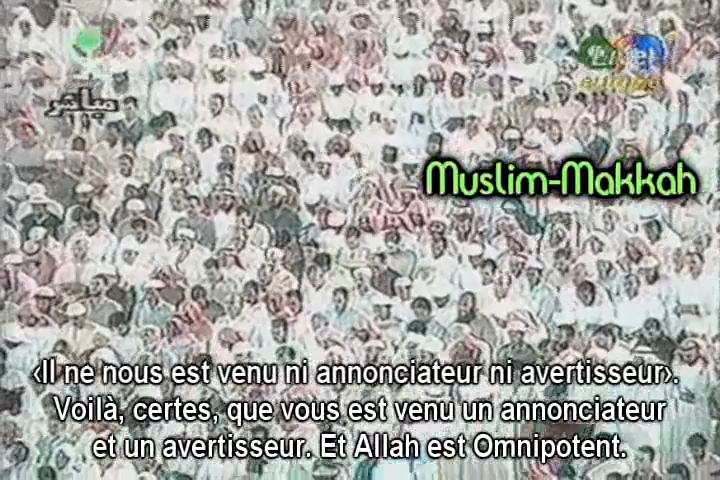 مباشر
Muslim-Makkah
‹Il ne nous est venu ni annonciateur ni avertisseur›.
Voilà, certes, que vous est venu un annonciateur
et un avertisseur. Et Allah est Omnipotent.